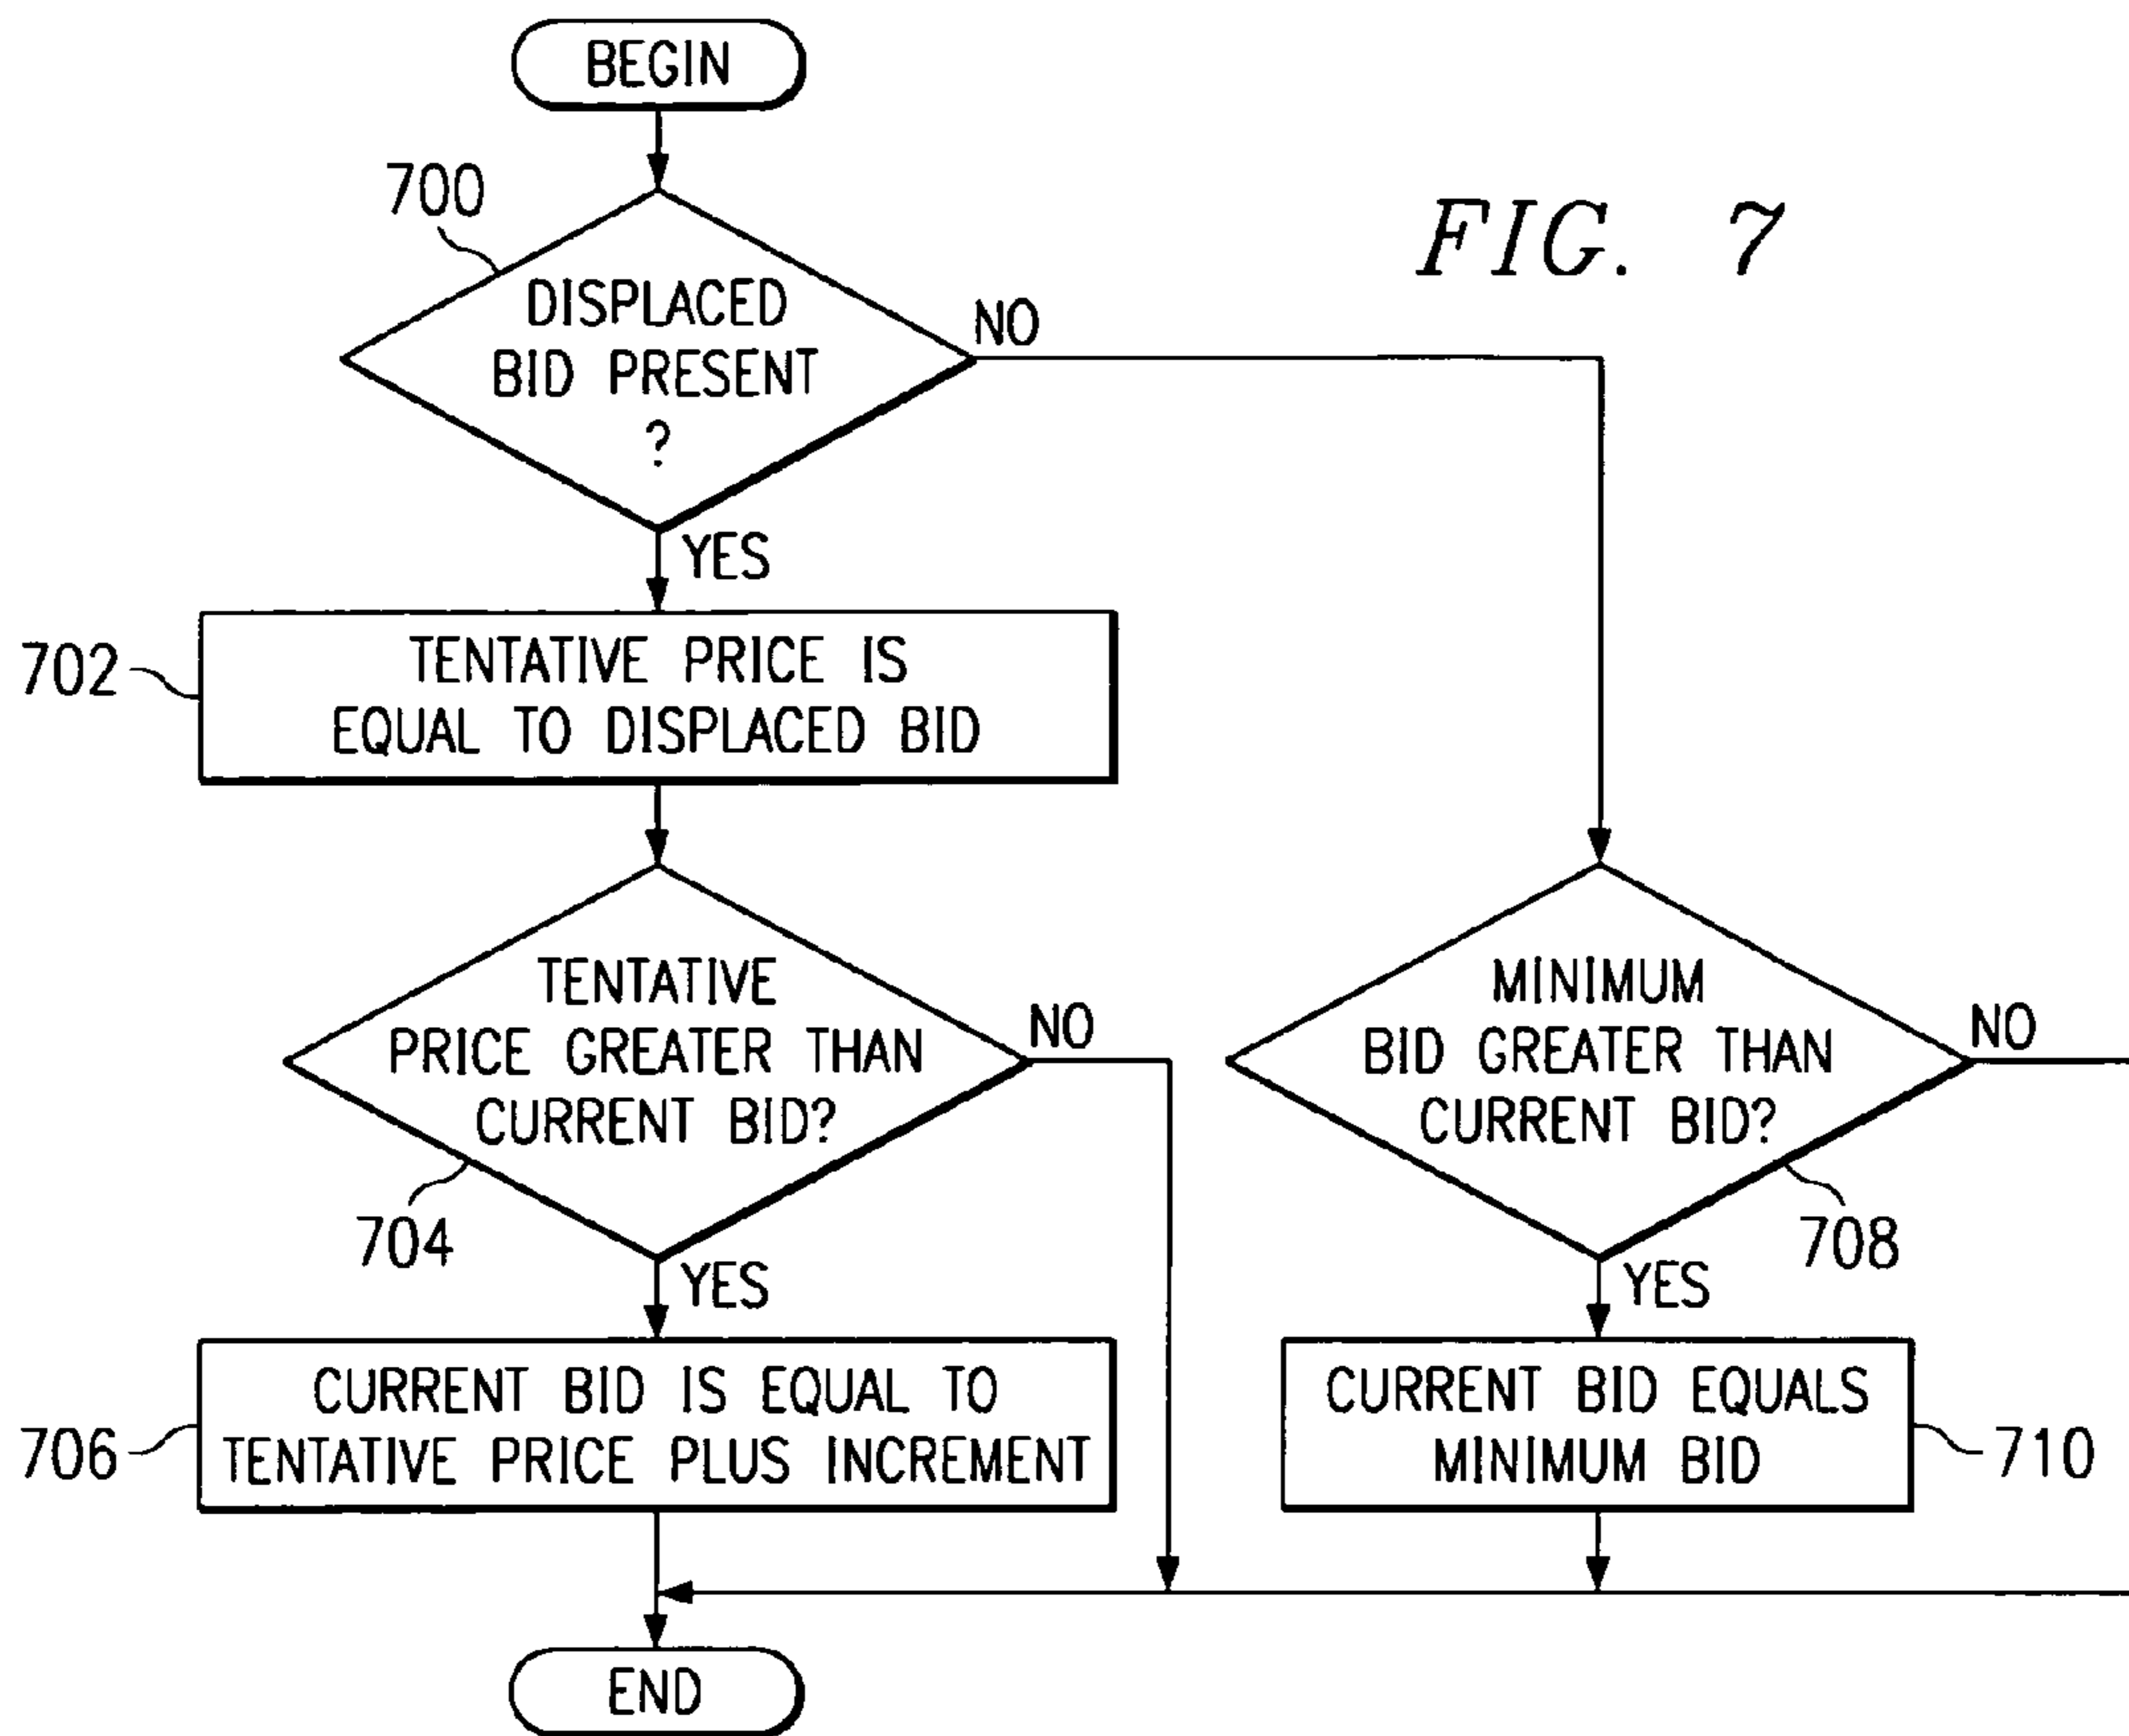 BEGIN
700
FIG. 7
DISPLACED
BID PRESENT
?
NO
YES
702
TENTATIVE PRICE IS
EQUAL TO DISPLACED BID
TENTATIVE
PRICE GREATER THAN
CURRENT BID?
NO
704
YES
MINIMUM
BID GREATER THAN
CURRENT BID?
NO
708
YES
706
CURRENT BID IS EQUAL TO
TENTATIVE PRICE PLUS INCREMENT
CURRENT BID EQUALS
MINIMUM BID
710
END